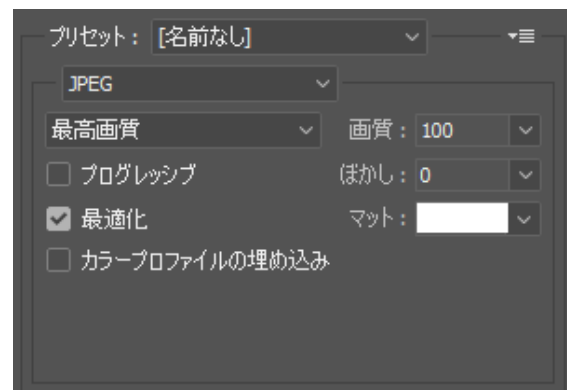 プリセット： [名前なし]
JPEG
最高画質 画質： 100
プログレッシブ ぼかし： 0
最適化 マット：
カラープロファイルの埋め込み